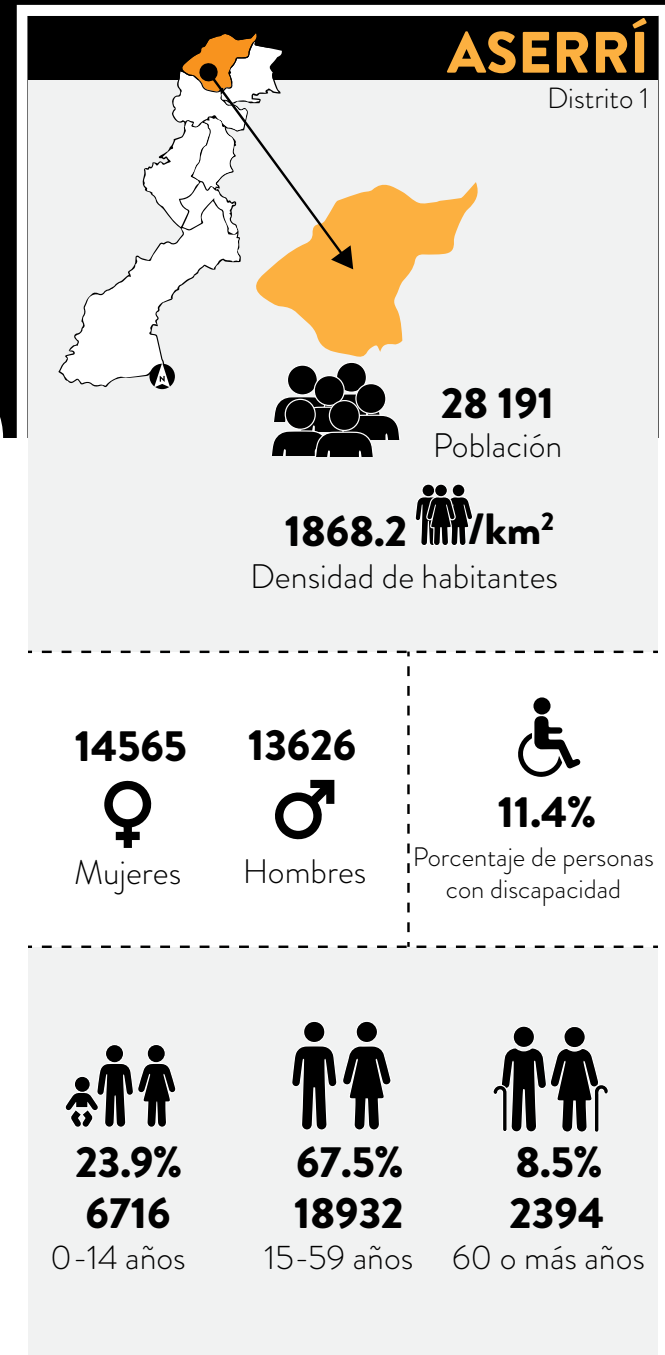 ASERRÍ
Distrito 1
N
28 191
Población
1868.2 /km²
Densidad de habitantes
14565
Mujeres
13626
Hombres
11.4%
Porcentaje de personas
con discapacidad
23.9%
6716
0-14 años
67.5%
18932
15-59 años
8.5%
2394
60 o más años